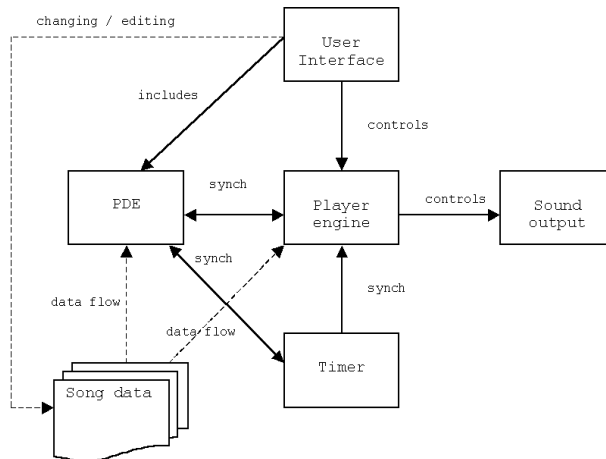 changing / editing
User
Interface
includes
controls
PDE
synch
Player
engine
controls
Sound
output
synch
synch
data flow
data flow
Timer
Song data